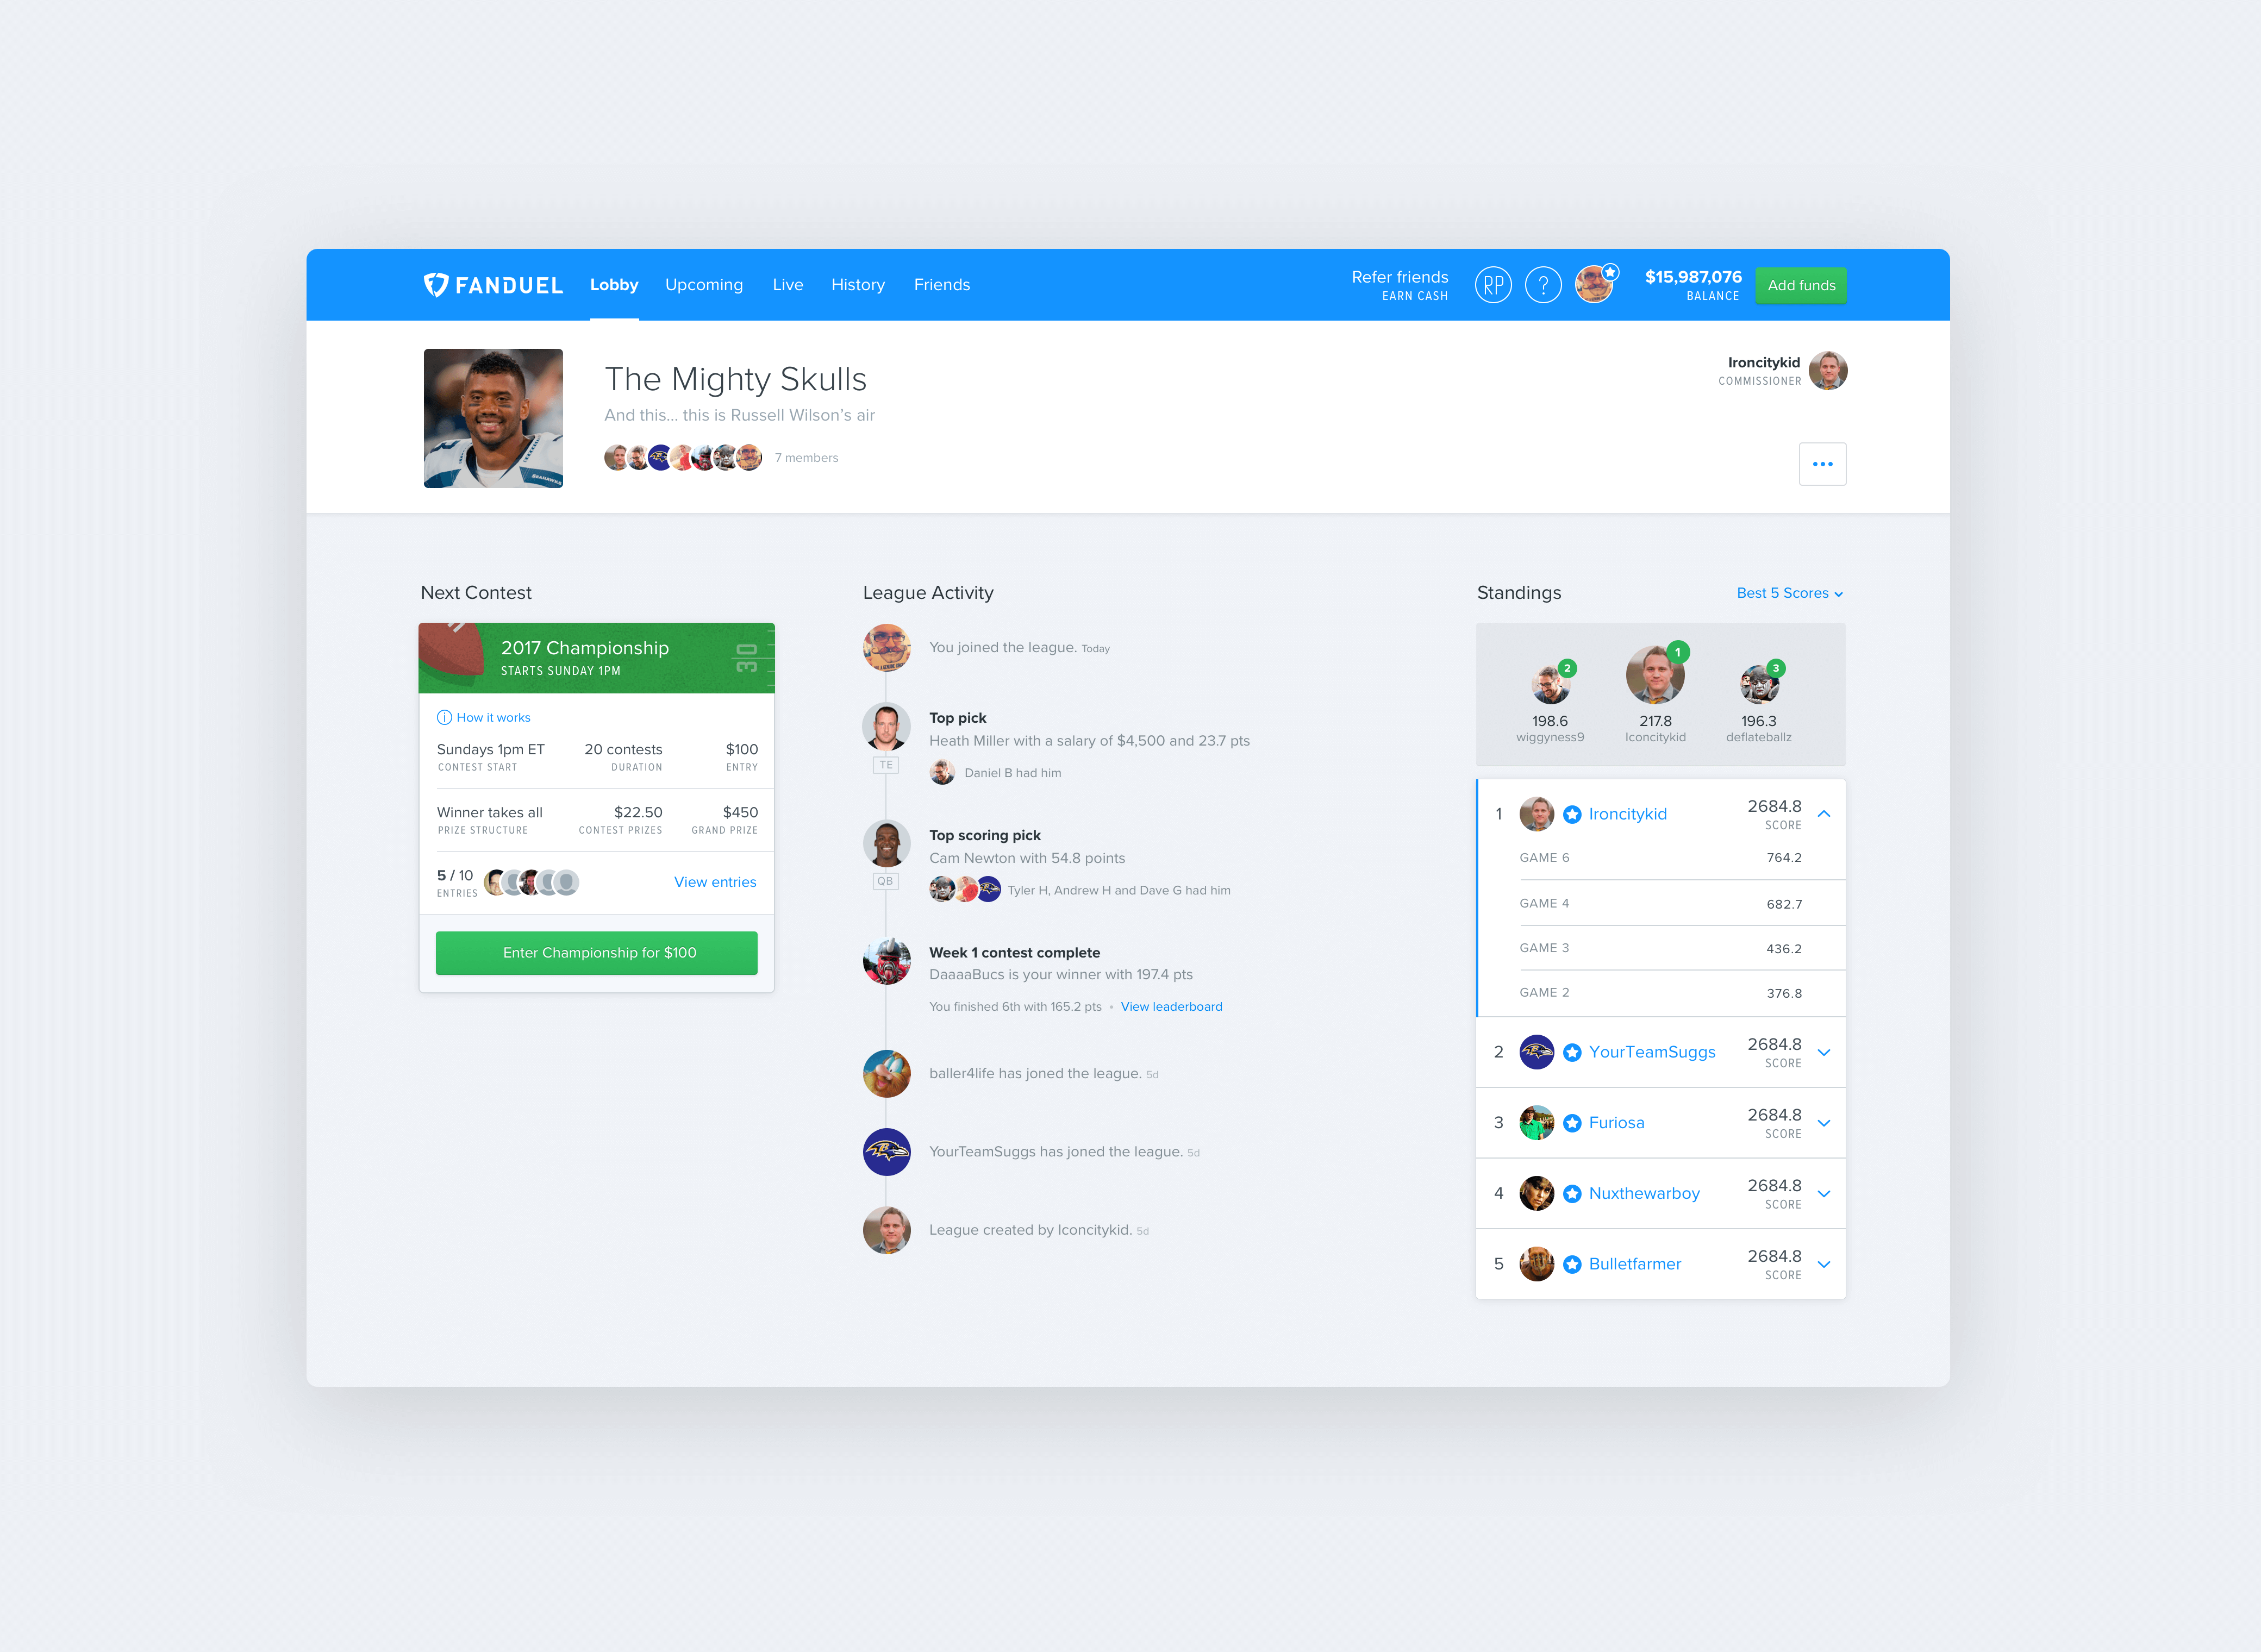 FANDUEL
Lobby
Upcoming
Live
History
Friends
Refer friends
EARN CASH
RP
?
$15,987,076
BALANCE
Add funds
The Mighty Skulls
And this... this is Russell Wilson's air
7 members
Ironcitykid
COMMISSIONER
SEAHAWKS
Next Contest
2017 Championship
STARTS SUNDAY 1PM
30
How it works
Sundays 1pm ET 20 contests $100
CONTEST START DURATION ENTRY
Winner takes all $22.50 $450
PRIZE STRUCTURE CONTEST PRIZES GRAND PRIZE
5 / 10
ENTRIES
View entries
Enter Championship for $100
League Activity
You joined the league. Today
Top pick
Heath Miller with a salary of $4,500 and 23.7 pts
TE
Daniel B had him
Top scoring pick
Cam Newton with 54.8 points
QB
Tyler H, Andrew H and Dave G had him
Week 1 contest complete
DaaaaBucs is your winner with 197.4 pts
You finished 6th with 165.2 pts • View leaderboard
baller4life has joined the league. 5d
YourTeamSuggs has joined the league. 5d
League created by Iconcitykid. 5d
Standings
Best 5 Scores
2
1
3
198.6 217.8 196.3
wiggyness9 Iconcitykid deflateballz
1 Ironcitykid 2684.8
SCORE
GAME 6 764.2
GAME 4 682.7
GAME 3 436.2
GAME 2 376.8
2 YourTeamSuggs 2684.8
SCORE
3 Furiosa 2684.8
SCORE
4 Nuxthewarboy 2684.8
SCORE
5 Bulletfarmer 2684.8
SCORE